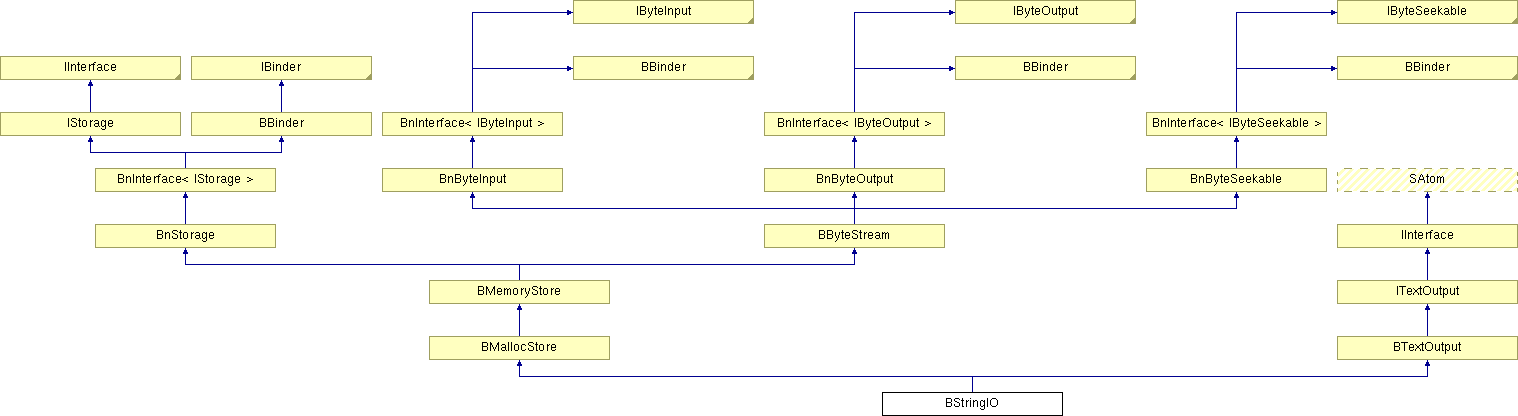 IByteInput
IByteOutput
IByteSeekable
IInterface
IBinder
BBinder
BBinder
BBinder
IStorage
BBinder
BnInterface< IByteInput >
BnInterface< IByteOutput >
BnInterface< IByteSeekable >
BnInterface< IStorage >
BnByteInput
BnByteOutput
BnByteSeekable
SAtom
BnStorage
BByteStream
IInterface
BMemoryStore
ITextOutput
BMallocStore
BTextOutput
BStringIO